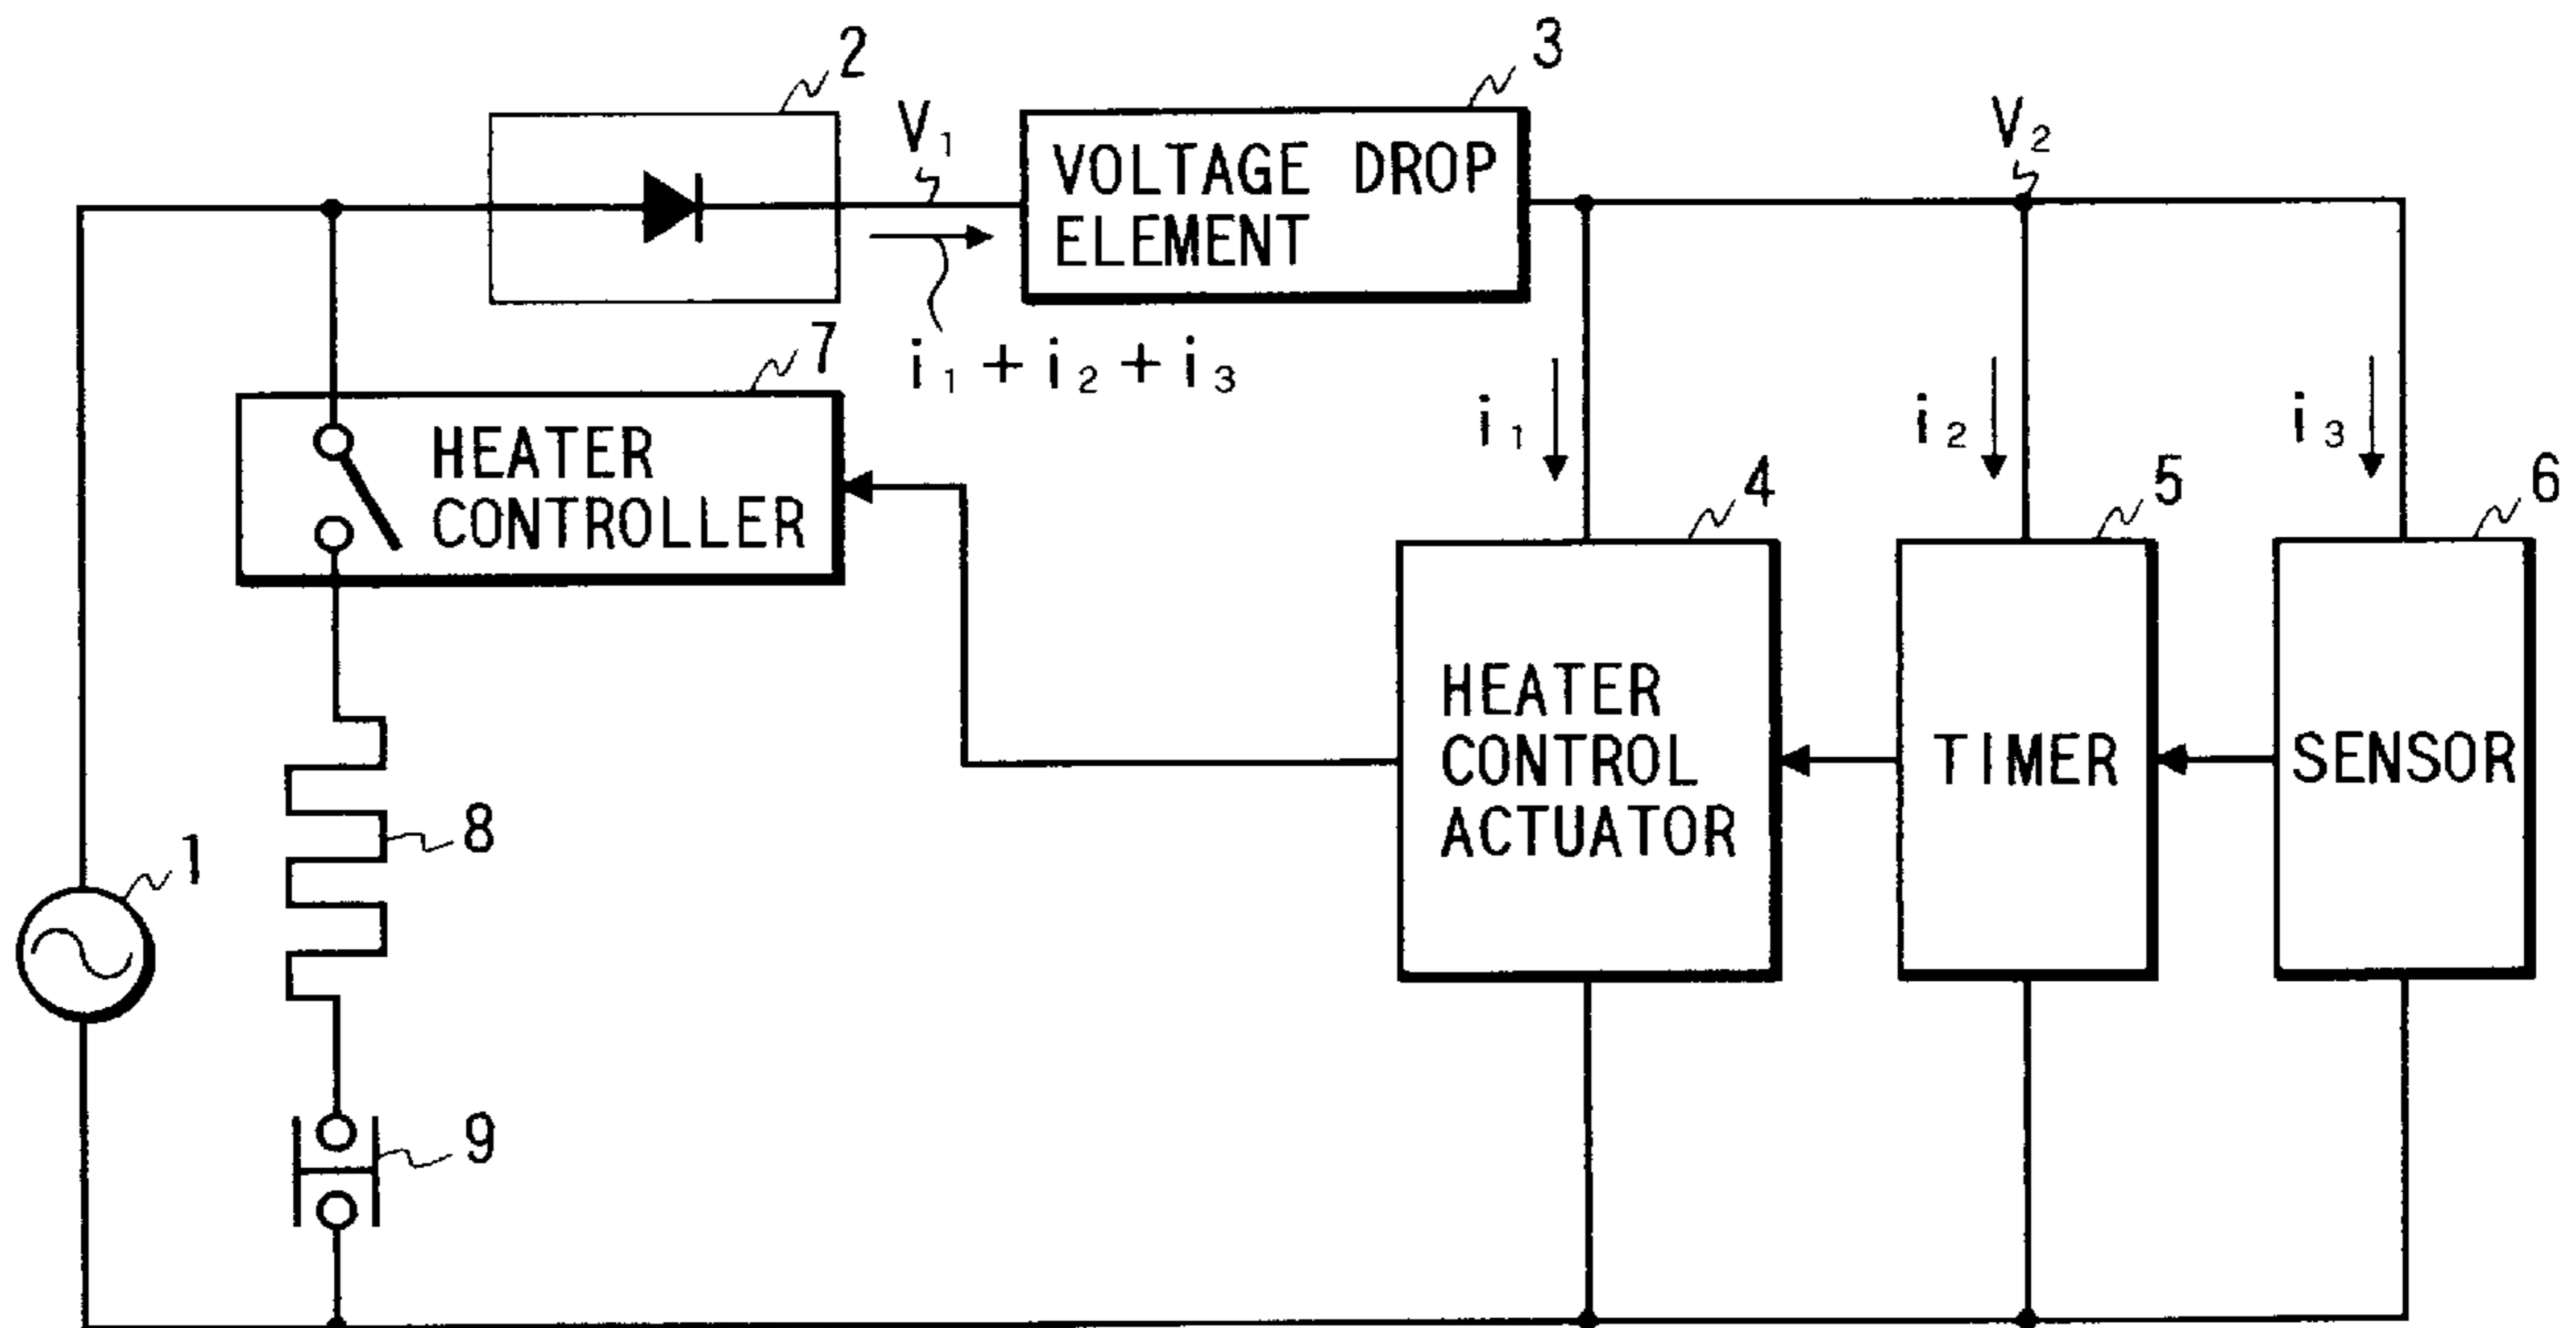 2
3
V₁
VOLTAGE DROP
ELEMENT
V₂
i₁ + i₂ + i₃
7
HEATER
CONTROLLER
i₁
i₂
i₃
4
5
6
HEATER
CONTROL
ACTUATOR
TIMER
SENSOR
8
1
9